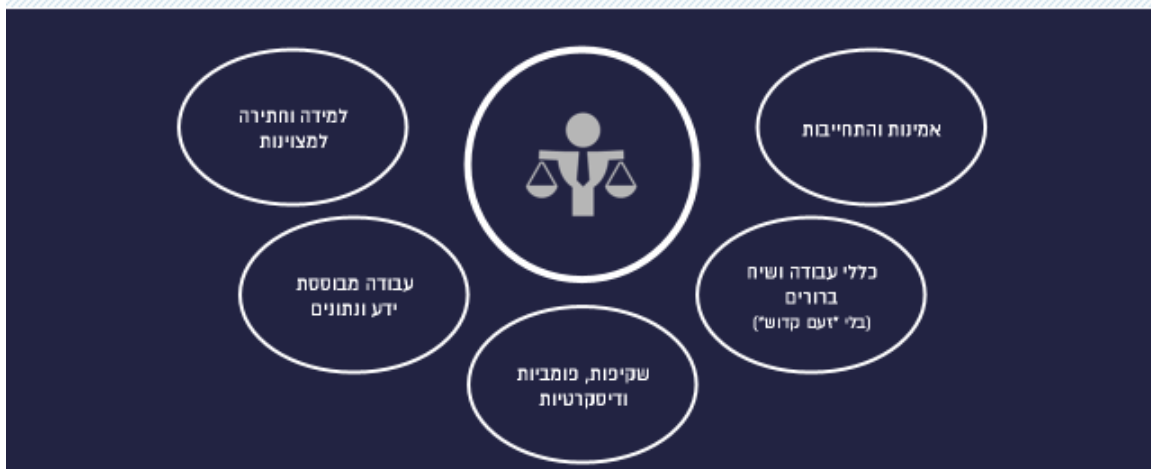 אמינות והתחייבות
כללי עבודה ושיח
ברורים
(בלי "זעם קדוש")
שקיפות, פומביות
ודיסקרטיות
עבודה מבוססת
ידע ונתונים
למידה וחתירה
למצוינות